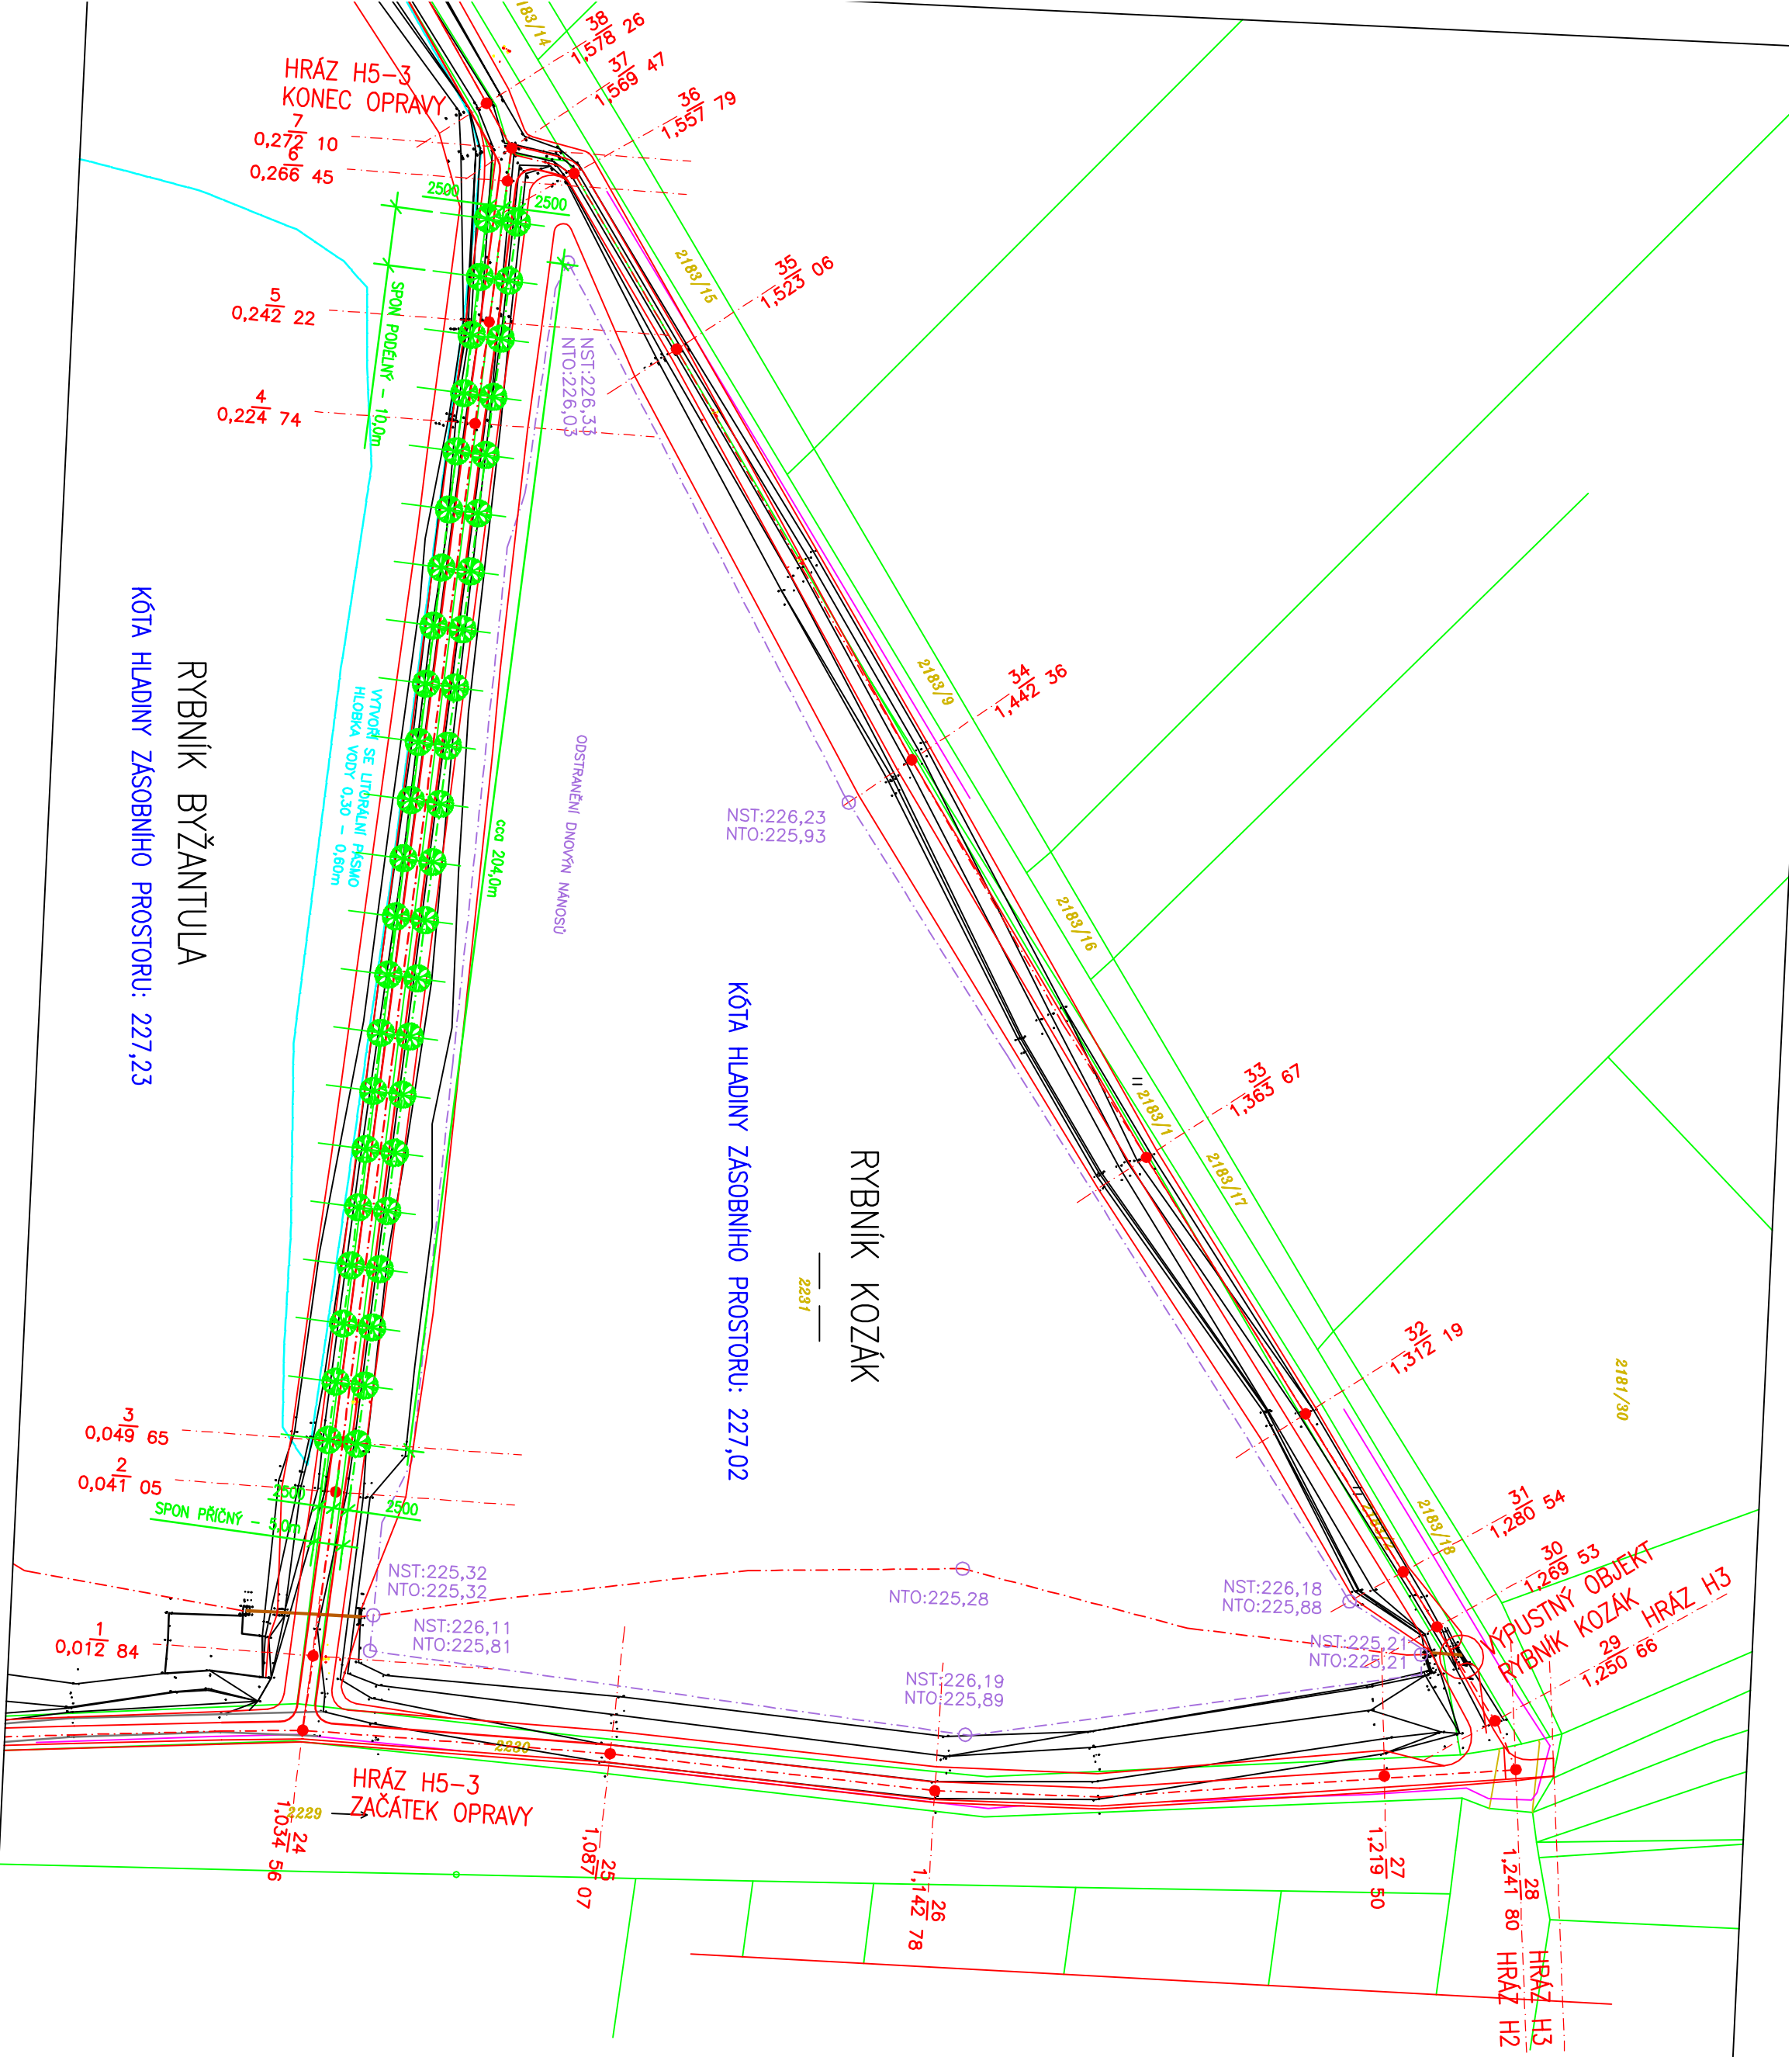 183/14
38
1,578 26
37
1,569 47
36
1,557 79
HRÁZ H5-3
KONEC OPRAVY
7
0,272 10
6
0,266 45
2500
2500
SPON PODÉLNÝ - 10,0m
5
0,242 22
4
0,224 74
NST:226,33
NTO:226,03
2183/15
35
1,523 06
2183/9
34
1,442 36
NST:226,23
NTO:225,93
RYBNÍK BYŽANTULA
KÓTA HLADINY ZÁSOBNÍHO PROSTORU: 227,23
VYTVOŘÍ SE LITORÁLNÍ PÁSMO
HLOBKA VODY 0,30 - 0,60m
cca 204,0m
ODSTRANĚNÍ DNOVÝN NÁNOSŮ
2183/16
33
1,363 67
2183/1
2183/17
RYBNÍK KOZÁK
2231
KÓTA HLADINY ZÁSOBNÍHO PROSTORU: 227,02
32
1,312 19
2181/30
3
0,049 65
2
0,041 05
2500
2500
SPON PŘÍČNÝ - 5,0m
31
1,280 54
2183/18
30
1,269 53
VÝPUSTNÝ OBJEKT
RYBNÍK KOZÁK
29
1,250 66
HRÁZ H3
NST:225,32
NTO:225,32
NST:226,11
NTO:225,81
NTO:225,28
NST:226,18
NTO:225,88
NST:225,21
NTO:225,21
NST:226,19
NTO:225,89
1
0,012 84
2230
HRÁZ H5-3
ZAČÁTEK OPRAVY
2229
24
1,034 56
25
1,087 07
26
1,142 78
27
1,219 50
28
1,241 80
HRÁZ H3
HRÁZ H2